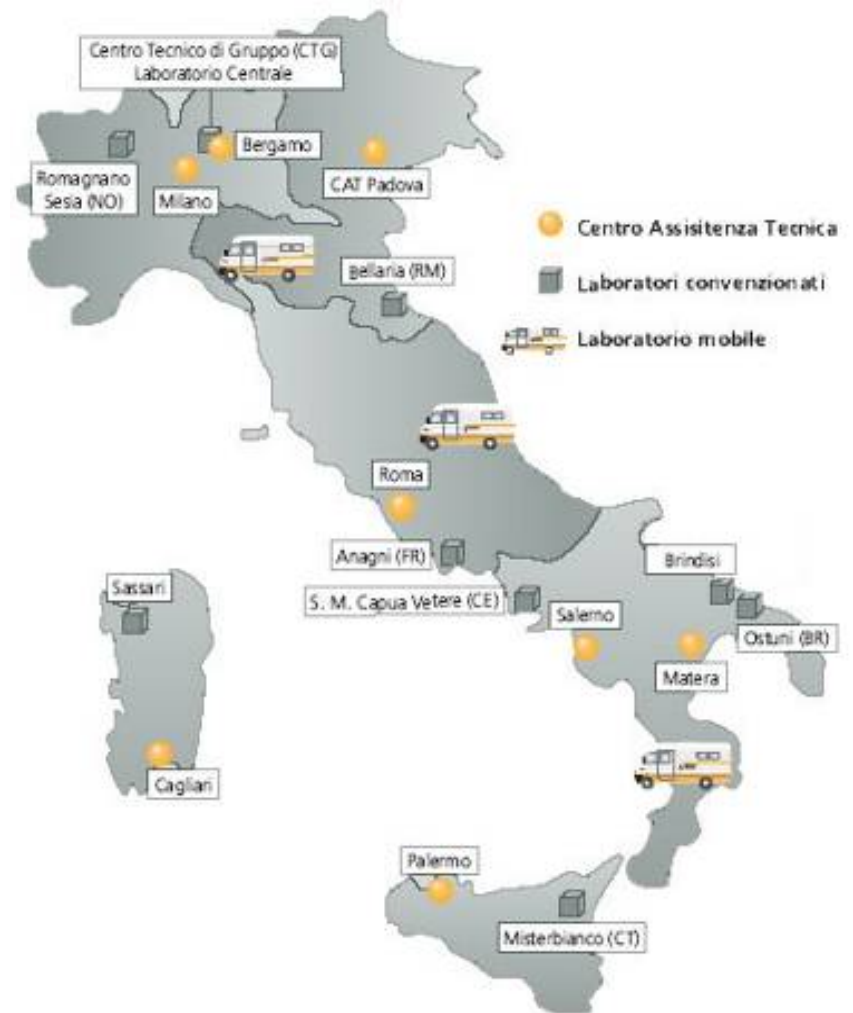 Centro Tecnico di Gruppo (CTG)
Laboratorio Centrale
Bergamo
Romagnano
Sesia (NO)
Milano
CAT Padova
Centro Assisitenza Tecnica
Bellaria (RM)
Laboratori convenzionati
Laboratorio mobile
Roma
Anagni (FR)
Brindisi
Sassari
S. M. Capua Vetere (CE)
Salerno
Ostuni (BR)
Matera
Cagliari
Palermo
Misterbianco (CT)